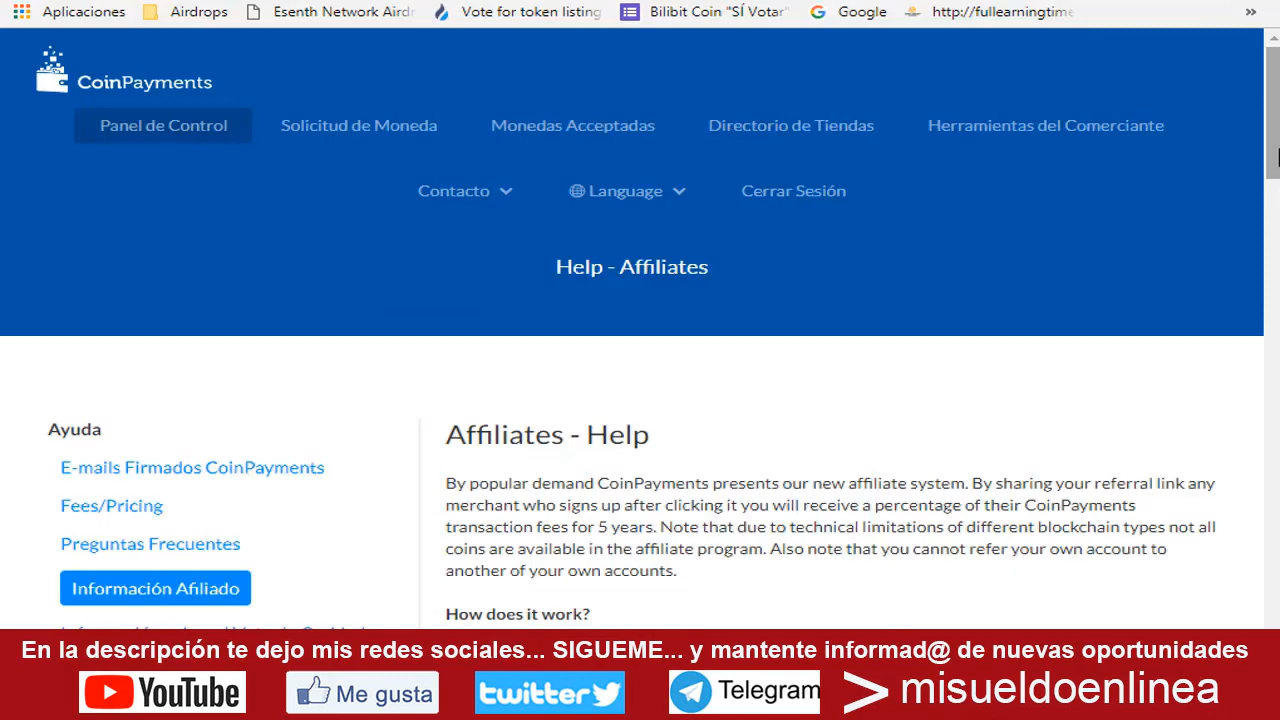 Aplicaciones Airdrops Esenth Network Airdr Vote for token listing Bilibit Coin "SÍ Votar" Google http://fullearningtime »
CoinPayments
Panel de Control Solicitud de Moneda Monedas Acceptadas Directorio de Tiendas Herramientas del Comerciante
Contacto Language Cerrar Sesión
Help - Affiliates
Ayuda
E-mails Firmados CoinPayments
Fees/Pricing
Preguntas Frecuentes
Información Afiliado
Affiliates - Help
By popular demand CoinPayments presents our new affiliate system. By sharing your referral link any
merchant who signs up after clicking it you will receive a percentage of their CoinPayments
transaction fees for 5 years. Note that due to technical limitations of different blockchain types not all
coins are available in the affiliate program. Also note that you cannot refer your own account to
another of your own accounts.
How does it work?
En la descripción te dejo mis redes sociales... SIGUEME... y mantente informad@ de nuevas oportunidades
YouTube Me gusta twitter Telegram > misueldoenlinea